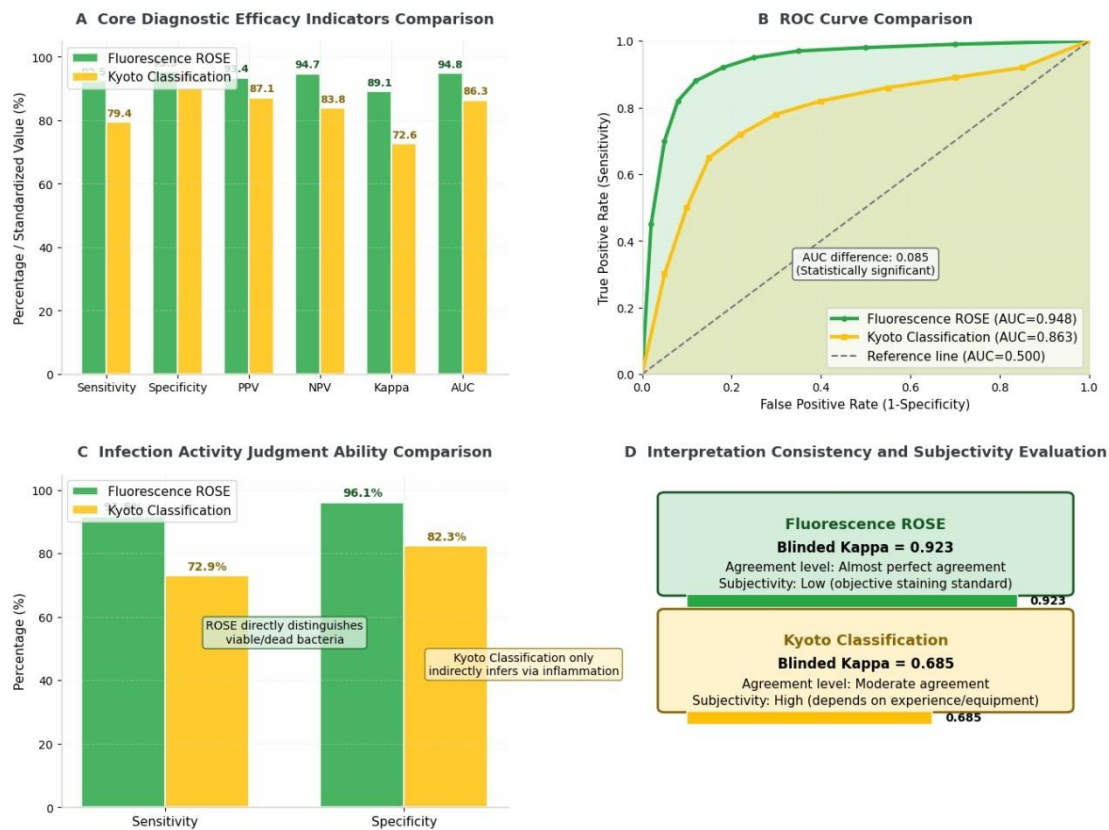 A Core Diagnostic Efficacy Indicators Comparison
Fluorescence ROSE
Kyoto Classification
79.4
93.4
87.1
94.7
83.8
89.1
72.6
94.8
86.3
Percentage / Standardized Value (%)
100
80
60
40
20
0
Sensitivity
Specificity
PPV
NPV
Kappa
AUC
B ROC Curve Comparison
True Positive Rate (Sensitivity)
1.0
0.8
0.6
0.4
0.2
0.0
AUC difference: 0.085
(Statistically significant)
Fluorescence ROSE (AUC=0.948)
Kyoto Classification (AUC=0.863)
Reference line (AUC=0.500)
0.0
0.2
0.4
0.6
0.8
1.0
False Positive Rate (1-Specificity)
C Infection Activity Judgment Ability Comparison
Fluorescence ROSE
Kyoto Classification
72.9%
96.1%
82.3%
Percentage (%)
100
80
60
40
20
0
ROSE directly distinguishes
viable/dead bacteria
Kyoto Classification only
indirectly infers via inflammation
Sensitivity
Specificity
D Interpretation Consistency and Subjectivity Evaluation
Fluorescence ROSE
Blinded Kappa = 0.923
Agreement level: Almost perfect agreement
Subjectivity: Low (objective staining standard)
0.923
Kyoto Classification
Blinded Kappa = 0.685
Agreement level: Moderate agreement
Subjectivity: High (depends on experience/equipment)
0.685